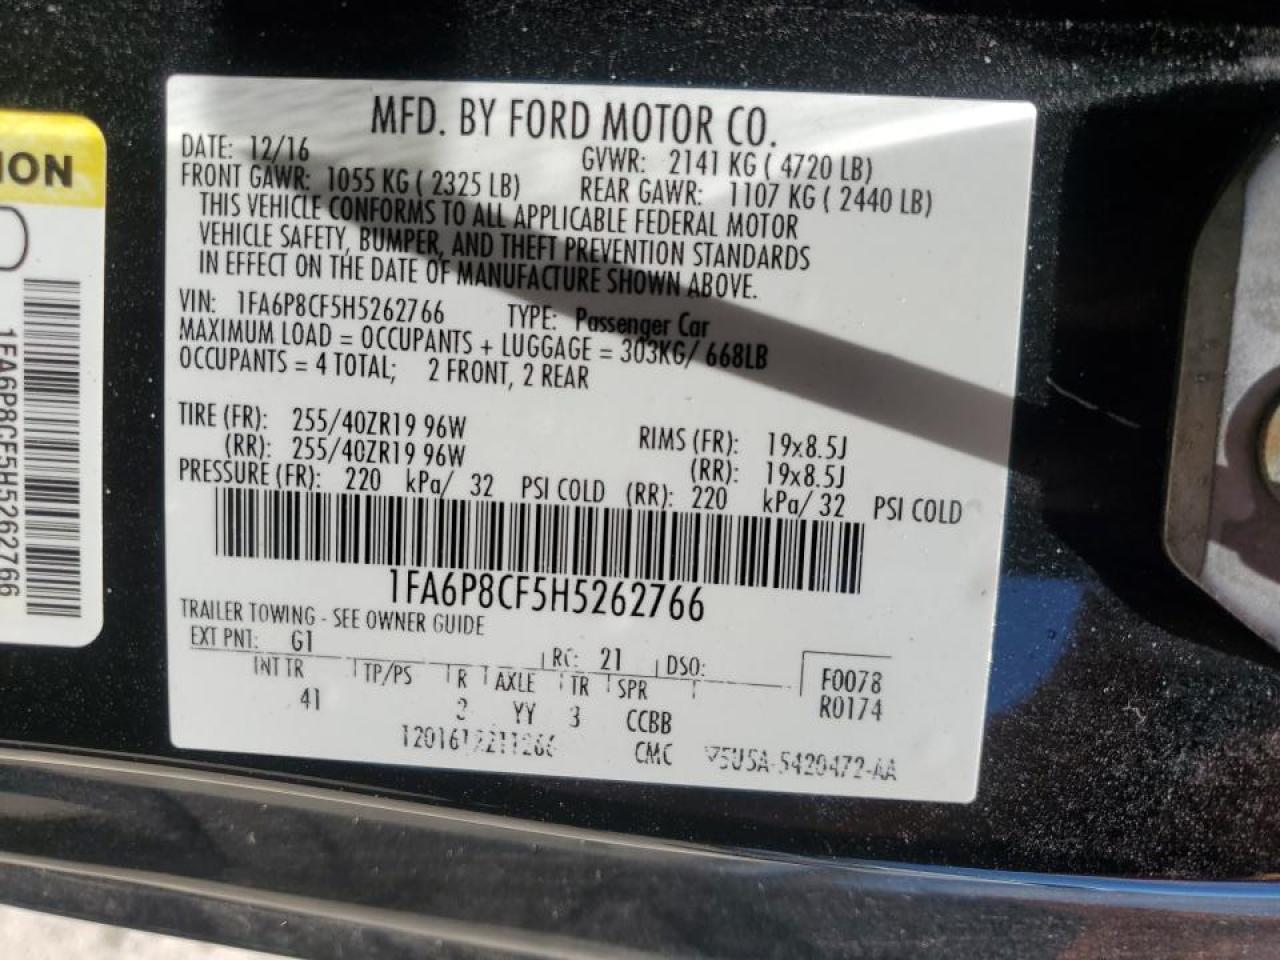 MFD. BY FORD MOTOR CO.
DATE: 12/16 GVWR: 2141 KG ( 4720 LB)
FRONT GAWR: 1055 KG ( 2325 LB) REAR GAWR: 1107 KG ( 2440 LB)
THIS VEHICLE CONFORMS TO ALL APPLICABLE FEDERAL MOTOR
VEHICLE SAFETY, BUMPER, AND THEFT PREVENTION STANDARDS
IN EFFECT ON THE DATE OF MANUFACTURE SHOWN ABOVE.
VIN: 1FA6P8CF5H5262766 TYPE: Passenger Car
MAXIMUM LOAD = OCCUPANTS + LUGGAGE = 303KG/ 668LB
OCCUPANTS = 4 TOTAL; 2 FRONT, 2 REAR
TIRE (FR): 255/40ZR19 96W RIMS (FR): 19x8.5J
(RR): 255/40ZR19 96W (RR): 19x8.5J
PRESSURE (FR): 220 kPa/ 32 PSI COLD (RR): 220 kPa/ 32 PSI COLD
1FA6P8CF5H5262766
TRAILER TOWING - SEE OWNER GUIDE
EXT PNT: G1 RC: 21 DSO: F0078
INT TR TP/PS R AXLE TR SPR R0174
41 YY 3 CCBB
CMC 5U5A-5420472-AA
ION
1FA6P8CF5H5262766